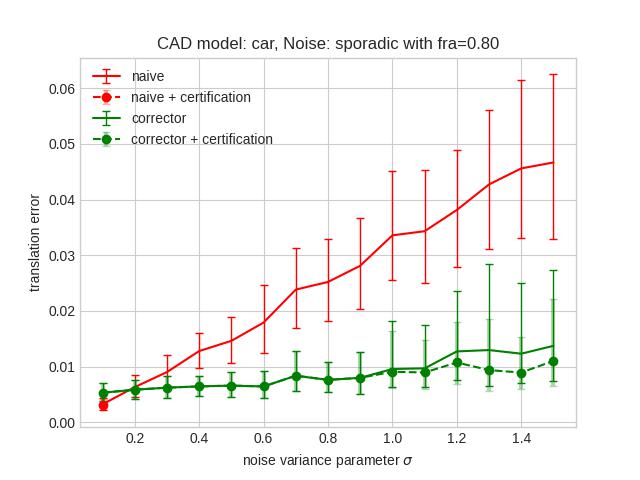 CAD model: car, Noise: sporadic with fra=0.80
naive
naive + certification
corrector
corrector + certification
translation error
0.06
0.05
0.04
0.03
0.02
0.01
0.00
0.2 0.4 0.6 0.8 1.0 1.2 1.4
noise variance parameter σ